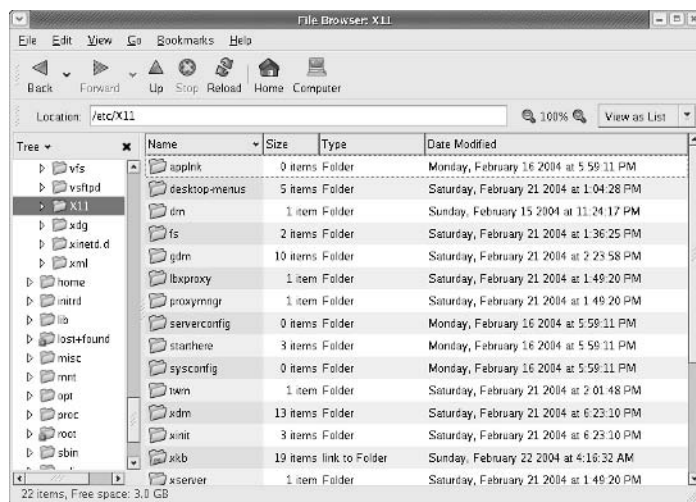 File Browser: X11
File Edit View Go Bookmarks Help
Back Forward Up Stop Reload Home Computer
Location: /etc/X11 100% View as List
Tree Name Size Type Date Modified
vfs
vsftpd
X11
xdg
xinetd.d
xml
home
initrd
lib
lost+found
misc
mnt
opt
proc
root
sbin
applnk 0 items Folder Monday, February 16 2004 at 5:59:11 PM
desktop-menus 5 items Folder Saturday, February 21 2004 at 1:04:28 PM
dm 1 item Folder Sunday, February 15 2004 at 11:24:17 PM
fs 2 items Folder Saturday, February 21 2004 at 1:36:25 PM
gdm 10 items Folder Saturday, February 21 2004 at 2:23:58 PM
lbxproxy 1 item Folder Saturday, February 21 2004 at 1:49:20 PM
proxymngr 1 item Folder Saturday, February 21 2004 at 1:49:20 PM
serverconfig 0 items Folder Monday, February 16 2004 at 5:59:11 PM
starthere 3 items Folder Monday, February 16 2004 at 5:59:11 PM
sysconfig 0 items Folder Monday, February 16 2004 at 5:59:11 PM
twm 1 item Folder Saturday, February 21 2004 at 2:01:48 PM
xdm 13 items Folder Saturday, February 21 2004 at 6:23:10 PM
xinit 3 items Folder Saturday, February 21 2004 at 6:23:10 PM
xkb 19 items link to Folder Sunday, February 22 2004 at 4:16:32 AM
xserver 1 item Folder Saturday, February 21 2004 at 1:49:20 PM
22 items, Free space: 3.0 GB